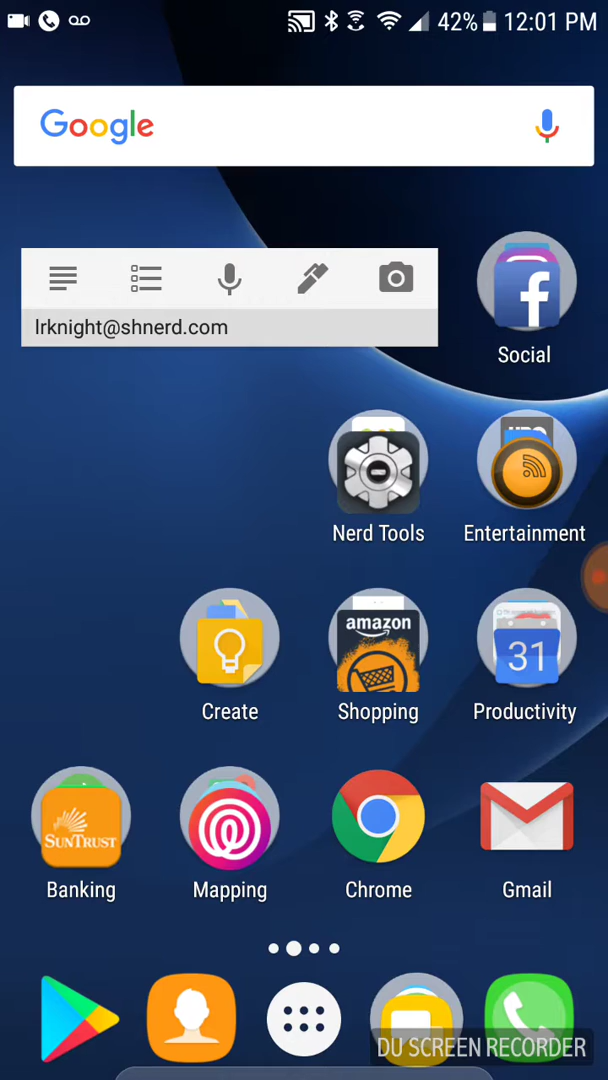 42% 12:01 PM
Google
lrknight@shnerd.com
Social
Nerd Tools
Entertainment
amazon
31
Create
Shopping
Productivity
SUNTRUST
Banking
Mapping
Chrome
Gmail
DU SCREEN RECORDER